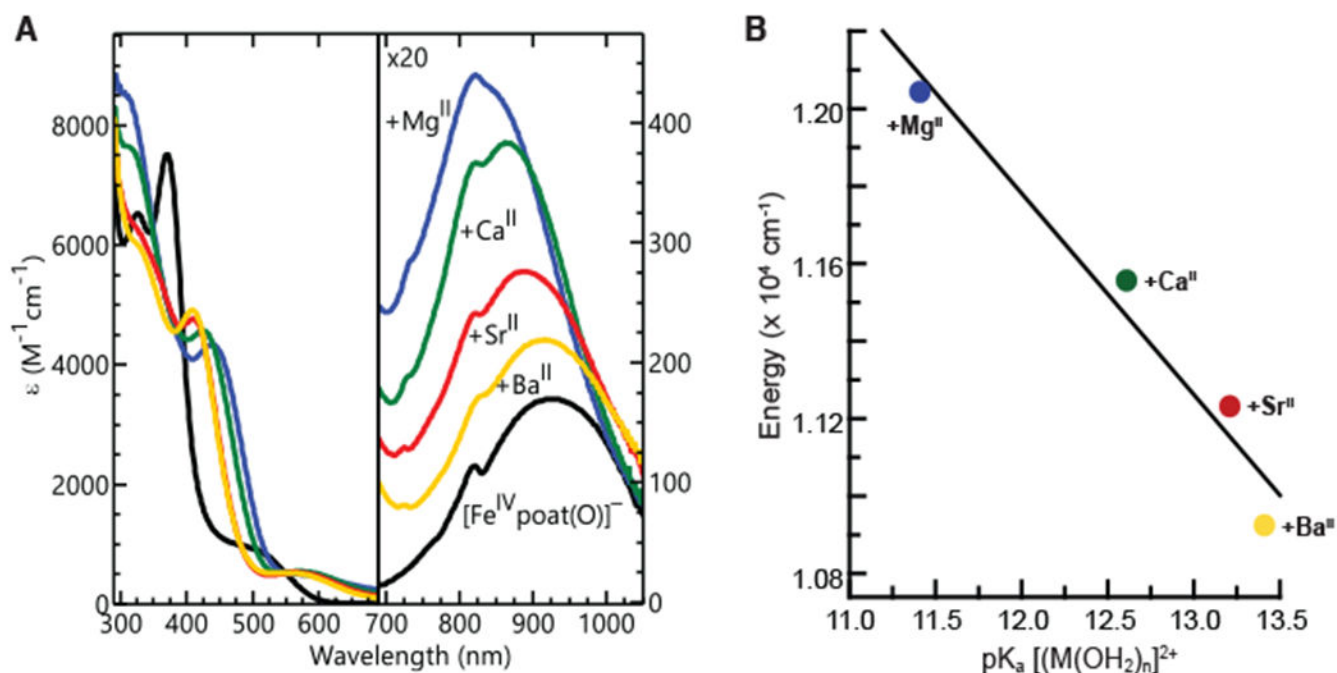 A
x20
+Mgᴵᴵ
+Caᴵᴵ
+Srᴵᴵ
+Baᴵᴵ
[Feᴵⱽpoat(O)]⁻
8000
6000
4000
2000
0
ε (M⁻¹cm⁻¹)
400
300
200
100
0
300 400 500 600 700 800 900 1000
Wavelength (nm)
B
1.20
1.16
1.12
1.08
Energy (x 10⁴ cm⁻¹)
+Mgᴵᴵ
+Caᴵᴵ
+Srᴵᴵ
+Baᴵᴵ
11.0 11.5 12.0 12.5 13.0 13.5
pKₐ [(M(OH₂)ₙ]²⁺